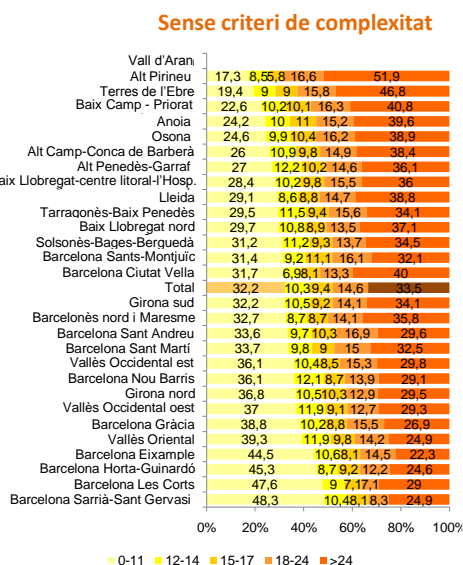 Sense criteri de complexitat
Vall d'Aran
Alt Pirineu 17,3 8,5 5,8 16,6 51,9
Terres de l'Ebre 19,4 9 9 15,8 46,8
Baix Camp - Priorat 22,6 10,2 10,1 16,3 40,8
Anoia 24,2 10 11 15,2 39,6
Osona 24,6 9,9 10,4 16,2 38,9
Alt Camp-Conca de Barberà 26 10,9 9,8 14,9 38,4
Alt Penedès-Garraf 27 12,2 10,2 14,6 36,1
aix Llobregat-centre litoral-l'Hosp. 28,4 10,2 9,8 15,5 36
Lleida 29,1 8,6 8,8 14,7 38,8
Tarragonès-Baix Penedès 29,5 11,5 9,4 15,6 34,1
Baix Llobregat nord 29,7 10,8 8,9 13,5 37,1
Solsonès-Bages-Berguedà 31,2 11,2 9,3 13,7 34,5
Barcelona Sants-Montjuïc 31,4 9,2 11,1 16,1 32,1
Barcelona Ciutat Vella 31,7 6,9 8,1 13,3 40
Total 32,2 10,3 9,4 14,6 33,5
Girona sud 32,2 10,5 9,2 14,1 34,1
Barcelonès nord i Maresme 32,7 8,7 8,7 14,1 35,8
Barcelona Sant Andreu 33,6 9,7 10,3 16,9 29,6
Barcelona Sant Martí 33,7 9,8 9 15 32,5
Vallès Occidental est 36,1 10,4 8,5 15,3 29,8
Barcelona Nou Barris 36,1 12,1 8,7 13,9 29,1
Girona nord 36,8 10,5 10,3 12,9 29,5
Vallès Occidental oest 37 11,9 9,1 12,7 29,3
Barcelona Gràcia 38,8 10,2 8,8 15,5 26,9
Vallès Oriental 39,3 11,9 9,8 14,2 24,9
Barcelona Eixample 44,5 10,6 8,1 14,5 22,3
Barcelona Horta-Guinardó 45,3 8,7 9,2 12,2 24,6
Barcelona Les Corts 47,6 9 7,1 7,1 29
Barcelona Sarrià-Sant Gervasi 48,3 10,4 8,1 8,3 24,9
0% 20% 40% 60% 80% 100%
0-11 12-14 15-17 18-24 >24